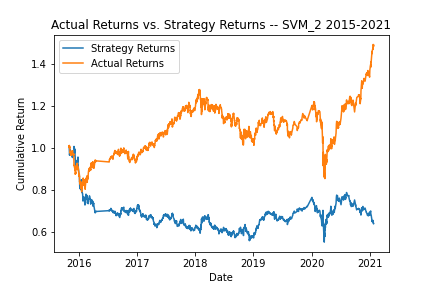 Actual Returns vs. Strategy Returns -- SVM_2 2015-2021
Strategy Returns
Actual Returns
Cumulative Return
1.4
1.2
1.0
0.8
0.6
2016
2017
2018
2019
2020
2021
Date